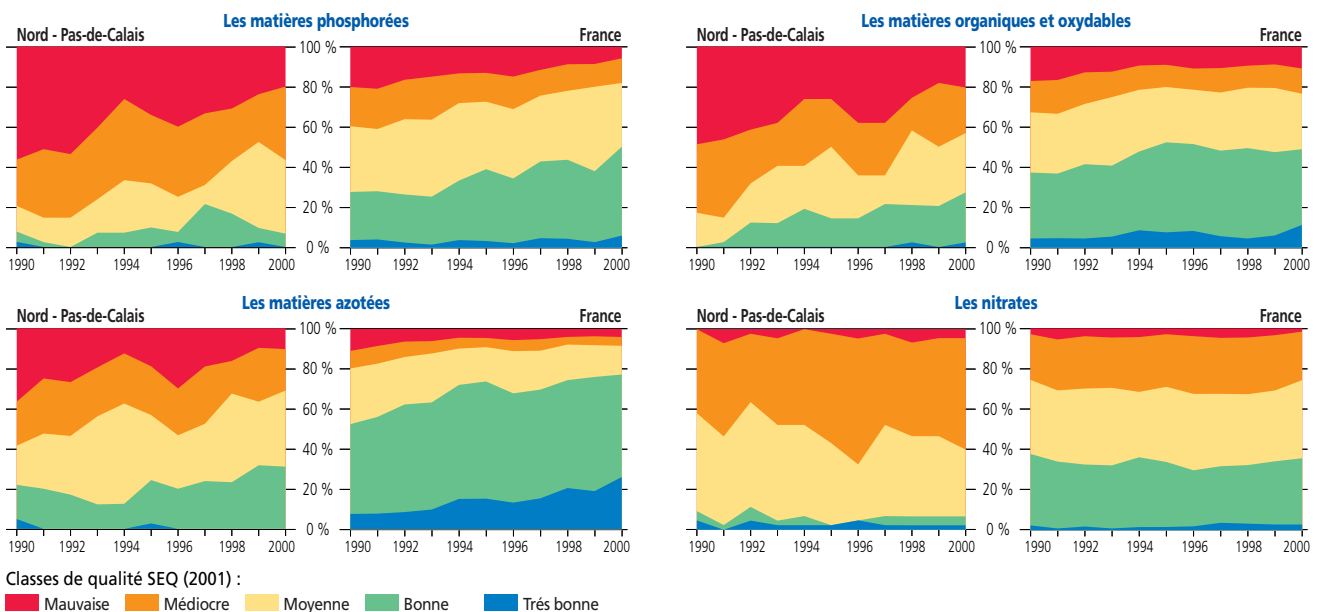 Les matières phosphorées
Nord - Pas-de-Calais
France
100 %
80 %
60 %
40 %
20 %
0 %
1990 1992 1994 1996 1998 2000
1990 1992 1994 1996 1998 2000
Les matières organiques et oxydables
Nord - Pas-de-Calais
France
100 %
80 %
60 %
40 %
20 %
0 %
1990 1992 1994 1996 1998 2000
1990 1992 1994 1996 1998 2000
Les matières azotées
Nord - Pas-de-Calais
France
100 %
80 %
60 %
40 %
20 %
0 %
1990 1992 1994 1996 1998 2000
1990 1992 1994 1996 1998 2000
Les nitrates
Nord - Pas-de-Calais
France
100 %
80 %
60 %
40 %
20 %
0 %
1990 1992 1994 1996 1998 2000
1990 1992 1994 1996 1998 2000
Classes de qualité SEQ (2001) :
Mauvaise Médiocre Moyenne Bonne Trés bonne